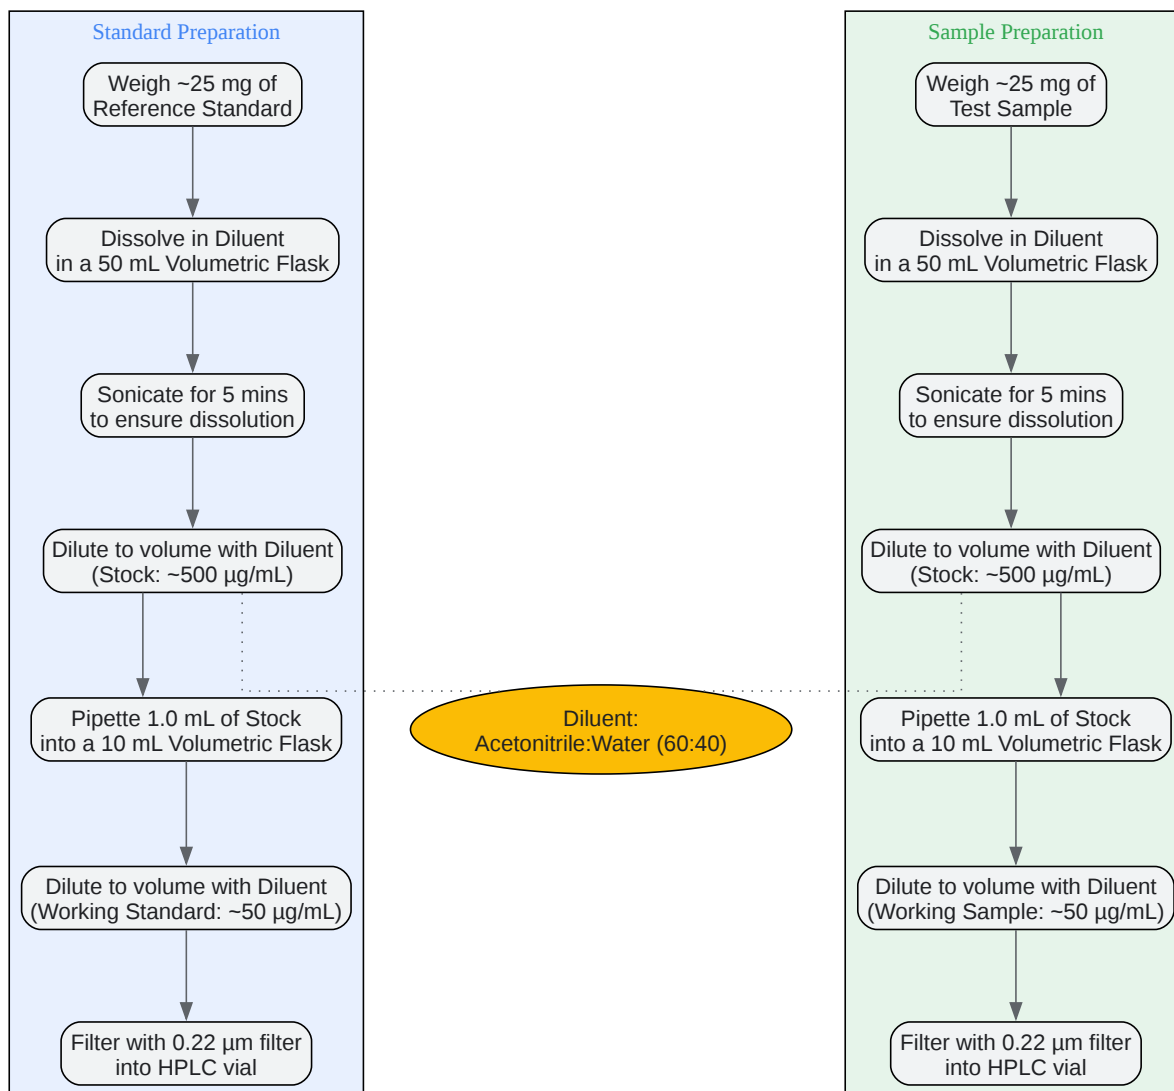 Standard Preparation
Weigh ~25 mg of
Reference Standard
Dissolve in Diluent
in a 50 mL Volumetric Flask
Sonicate for 5 mins
to ensure dissolution
Dilute to volume with Diluent
(Stock: ~500 µg/mL)
Pipette 1.0 mL of Stock
into a 10 mL Volumetric Flask
Dilute to volume with Diluent
(Working Standard: ~50 µg/mL)
Filter with 0.22 µm filter
into HPLC vial
Diluent:
Acetonitrile:Water (60:40)
Sample Preparation
Weigh ~25 mg of
Test Sample
Dissolve in Diluent
in a 50 mL Volumetric Flask
Sonicate for 5 mins
to ensure dissolution
Dilute to volume with Diluent
(Stock: ~500 µg/mL)
Pipette 1.0 mL of Stock
into a 10 mL Volumetric Flask
Dilute to volume with Diluent
(Working Sample: ~50 µg/mL)
Filter with 0.22 µm filter
into HPLC vial